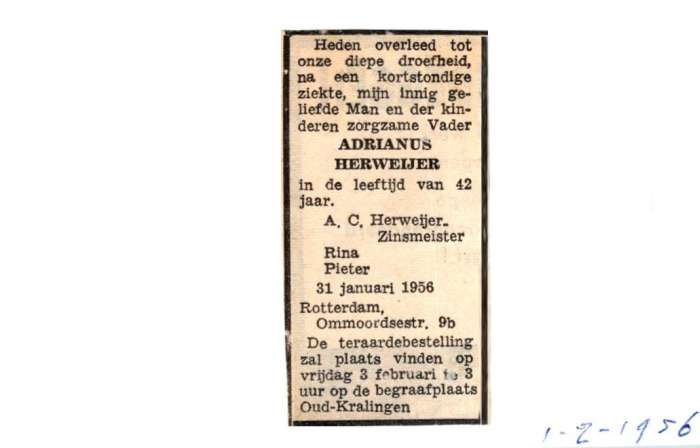 Heden overleed tot
onze diepe droefheid,
na een kortstondige
ziekte, mijn innig ge-
liefde Man en der kin-
deren zorgzame Vader
ADRIANUS
HERWEIJER
in de leeftijd van 42
jaar.
A. C. Herweijer-
Zinsmeister
Rina
Pieter
31 januari 1956
Rotterdam,
Ommoordsestr. 9b
De teraardebestelling
zal plaats vinden op
vrijdag 3 februari te 3
uur op de begraafplaats
Oud-Kralingen
1-2-1956